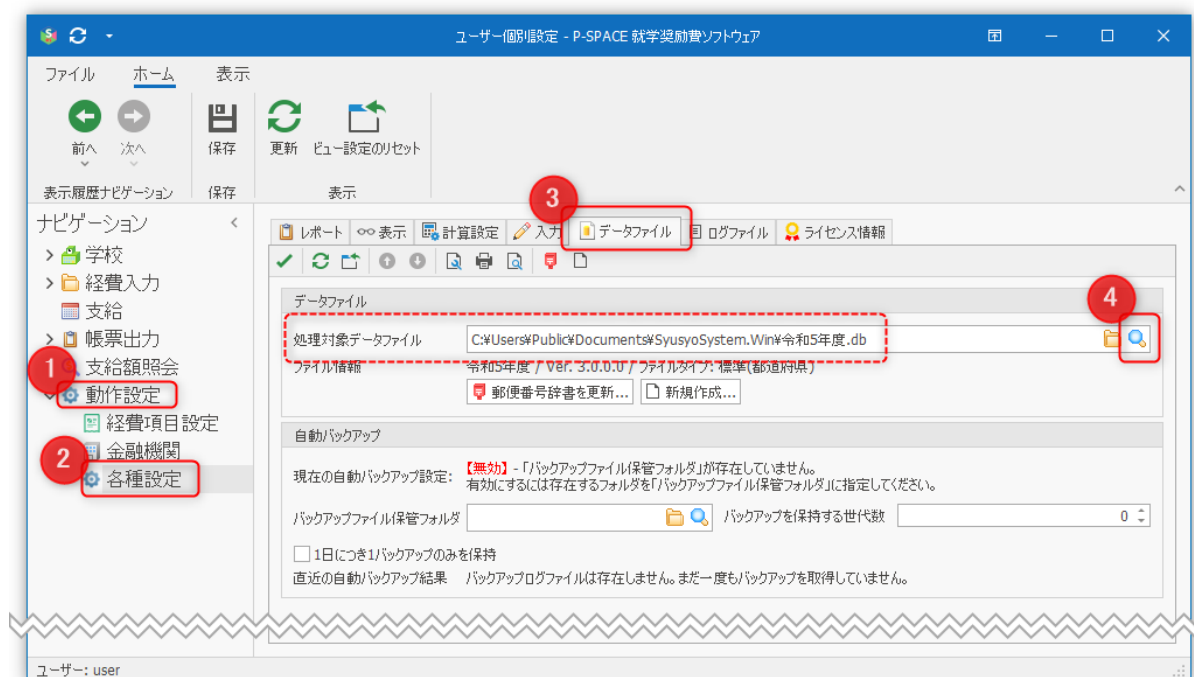 ユーザー個別設定 - P-SPACE 就学奨励費ソフトウェア
ファイル ホーム 表示
前へ 次へ 保存 更新 ビュー設定のリセット
表示履歴ナビゲーション 保存 表示
ナビゲーション
学校
経費入力
支給
帳票出力
1 支給額照会
動作設定
経費項目設定
2 金融機関
各種設定
3
レポート 表示 計算設定 入力 データファイル ログファイル ライセンス情報
データファイル
4
処理対象データファイル C:¥Users¥Public¥Documents¥SyusyoSystem.Win¥令和5年度.db
ファイル情報 令和5年度 / Ver. 3.0.0.0 / ファイルタイプ: 標準(都道府県)
郵便番号辞書を更新... 新規作成...
自動バックアップ
現在の自動バックアップ設定: 【無効】 - 「バックアップファイル保管フォルダ」が存在していません。
有効にするには存在するフォルダを「バックアップファイル保管フォルダ」に指定してください。
バックアップファイル保管フォルダ バックアップを保持する世代数 0
1日につき1バックアップのみを保持
直近の自動バックアップ結果 バックアップログファイルは存在しません。まだ一度もバックアップを取得していません。
ユーザー: user